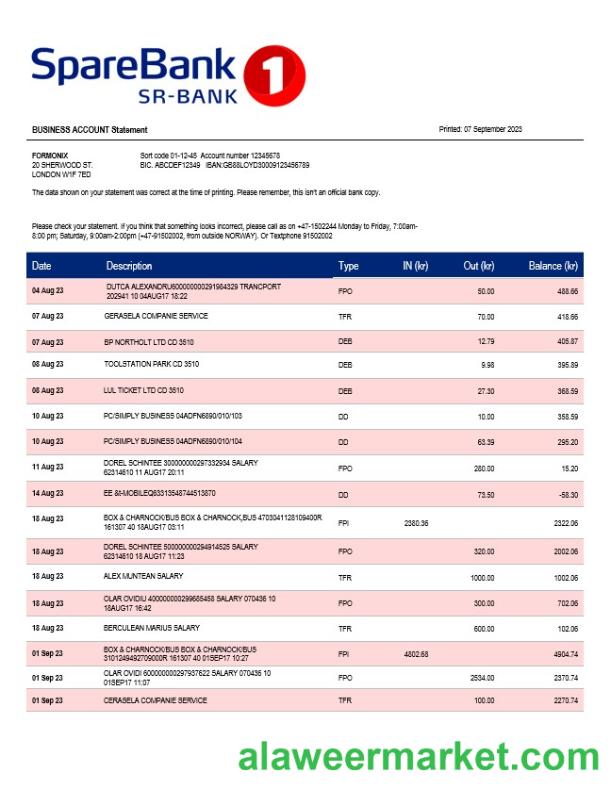 SpareBank 1
SR-BANK
BUSINESS ACCOUNT Statement Printed: 07 September 2023
FORMONIX Sort code 01-12-45 Account number 12345678
20 SHERWOOD ST. BIC. ABCDEF12349 IBAN:GB88LOYD30009123456789
LONDON W1F 7ED
The data shown on your statement was correct at the time of printing. Please remember, this isn't an official bank copy.
Please check your statement. If you think that something looks incorrect, please call as on +47-1502244 Monday to Friday, 7:00am-
8:00 pm; Saturday, 9:00am-2:00pm (+47-91502002, from outside NORWAY). Or Textphone 91502002
Date Description Type IN (kr) Out (kr) Balance (kr)
04 Aug 23 DUTCA ALEXANDRU600000000291984329 TRANCPORT FPO 50.00 488.66
202941 10 04AUG17 18:22
07 Aug 23 GERASELA COMPANIE SERVICE TFR 70.00 418.66
07 Aug 23 BP NORTHOLT LTD CD 3510 DEB 12.79 405.87
08 Aug 23 TOOLSTATION PARK CD 3510 DEB 9.98 395.89
08 Aug 23 LUL TICKET LTD CD 3510 DEB 27.30 368.59
10 Aug 23 PC/SIMPLY BUSINESS 04ADFN6890/010/103 DD 10.00 358.59
10 Aug 23 PC/SIMPLY BUSINESS 04ADFN6890/010/104 DD 63.39 295.20
11 Aug 23 DOREL SCHINTEE 300000000297332934 SALARY FPO 280.00 15.20
62314610 11 AUG17 20:11
14 Aug 23 EE &t-MOBILEQ63313548744513870 DD 73.50 -58.30
18 Aug 23 BOX & CHARNOCK/BUS BOX & CHARNOCK,BUS 4703041128109400R FPI 2380.36 2322.06
161307 40 18AUG17 03:11
18 Aug 23 DOREL SCHINTEE 500000000294914525 SALARY FPO 320.00 2002.06
62314610 18 AUG17 11:23
18 Aug 23 ALEX MUNTEAN SALARY TFR 1000.00 1002.06
18 Aug 23 CLAR OVIDIU 400000000299685458 SALARY 070436 10 FPO 300.00 702.06
18AUG17 16:42
18 Aug 23 BERCULEAN MARIUS SALARY TFR 600.00 102.06
01 Sep 23 BOX & CHARNOCK/BUS BOX & CHARNOCK/BUS FPI 4802.68 4904.74
3101249492709000R 161307 40 01SEP17 10:27
01 Sep 23 CLAR OVIDI 600000000297937622 SALARY 070436 10 FPO 2534.00 2370.74
01SEP17 11:07
01 Sep 23 CERASELA COMPANIE SERVICE TFR 100.00 2270.74
alaweermarket.com